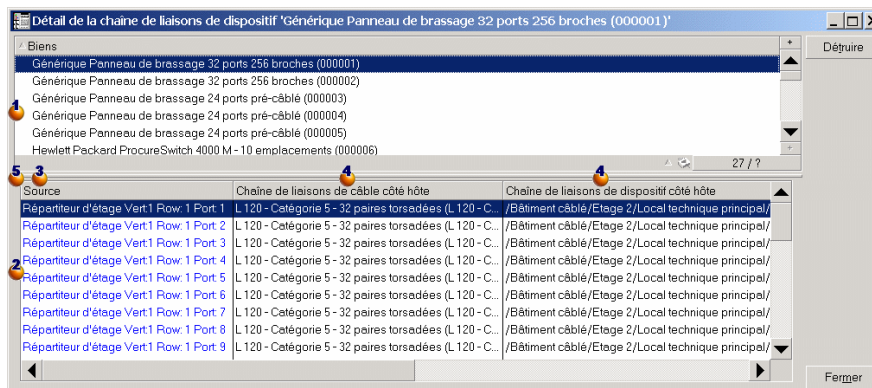 Détail de la chaîne de liaisons de dispositif 'Générique Panneau de brassage 32 ports 256 broches (000001)'
Biens
Détruire
Générique Panneau de brassage 32 ports 256 broches (000001)
Générique Panneau de brassage 32 ports 256 broches (000002)
Générique Panneau de brassage 24 ports pré-câblé (000003)
1
Générique Panneau de brassage 24 ports pré-câblé (000004)
Générique Panneau de brassage 24 ports pré-câblé (000005)
Hewlett Packard ProcureSwitch 4000 M - 10 emplacements (000006)
27 / ?
5 3 4 4
Source Chaîne de liaisons de câble côté hôte Chaîne de liaisons de dispositif côté hôte
Répartiteur d'étage Vert:1 Row: 1 Port: 1 L 120 - Catégorie 5 - 32 paires torsadées (L 120 - C... /Bâtiment câblé/Etage 2/Local technique principal/
Répartiteur d'étage Vert:1 Row: 1 Port: 2 L 120 - Catégorie 5 - 32 paires torsadées (L 120 - C... /Bâtiment câblé/Etage 2/Local technique principal/
Répartiteur d'étage Vert:1 Row: 1 Port: 3 L 120 - Catégorie 5 - 32 paires torsadées (L 120 - C... /Bâtiment câblé/Etage 2/Local technique principal/
Répartiteur d'étage Vert:1 Row: 1 Port: 4 L 120 - Catégorie 5 - 32 paires torsadées (L 120 - C... /Bâtiment câblé/Etage 2/Local technique principal/
2
Répartiteur d'étage Vert:1 Row: 1 Port: 5 L 120 - Catégorie 5 - 32 paires torsadées (L 120 - C... /Bâtiment câblé/Etage 2/Local technique principal/
Répartiteur d'étage Vert:1 Row: 1 Port: 6 L 120 - Catégorie 5 - 32 paires torsadées (L 120 - C... /Bâtiment câblé/Etage 2/Local technique principal/
Répartiteur d'étage Vert:1 Row: 1 Port: 7 L 120 - Catégorie 5 - 32 paires torsadées (L 120 - C... /Bâtiment câblé/Etage 2/Local technique principal/
Répartiteur d'étage Vert:1 Row: 1 Port: 8 L 120 - Catégorie 5 - 32 paires torsadées (L 120 - C... /Bâtiment câblé/Etage 2/Local technique principal/
Répartiteur d'étage Vert:1 Row: 1 Port: 9 L 120 - Catégorie 5 - 32 paires torsadées (L 120 - C... /Bâtiment câblé/Etage 2/Local technique principal/
Fermer